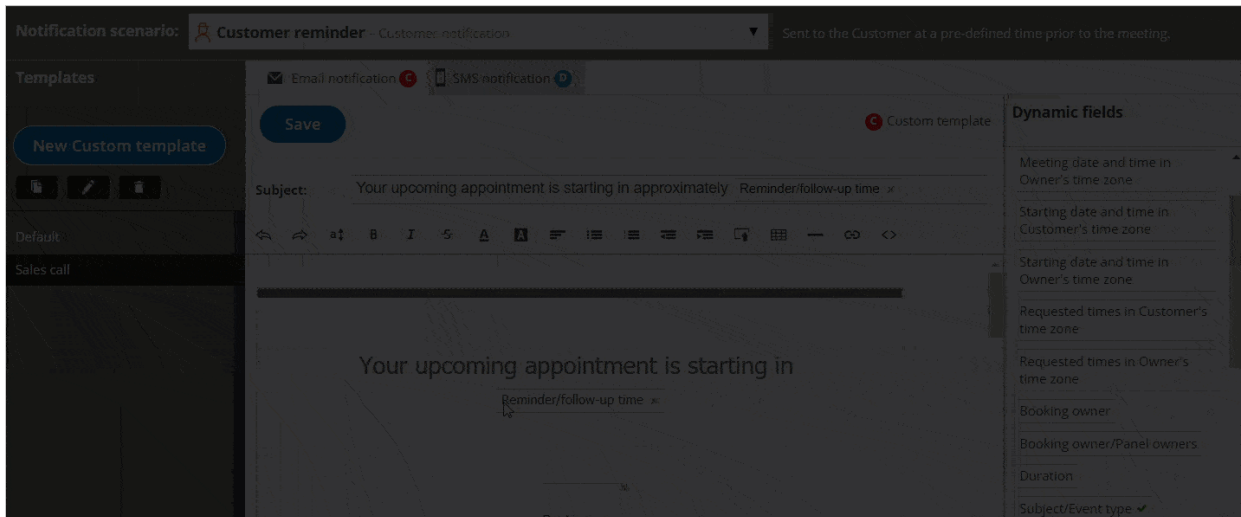 Notification scenario: Customer reminder - Customer notification ▼ Sent to the Customer at a pre-defined time prior to the meeting.
Templates
Email notification C SMS notification D
Save
C Custom template
Dynamic fields
New Custom template
Subject: Your upcoming appointment is starting in approximately Reminder/follow-up time ×
Default
Sales call
Your upcoming appointment is starting in
Reminder/follow-up time ×
Meeting date and time in
Owner's time zone
Starting date and time in
Customer's time zone
Starting date and time in
Owner's time zone
Requested times in Customer's
time zone
Requested times in Owner's
time zone
Booking owner
Booking owner/Panel owners
Duration
Subject/Event type ✔